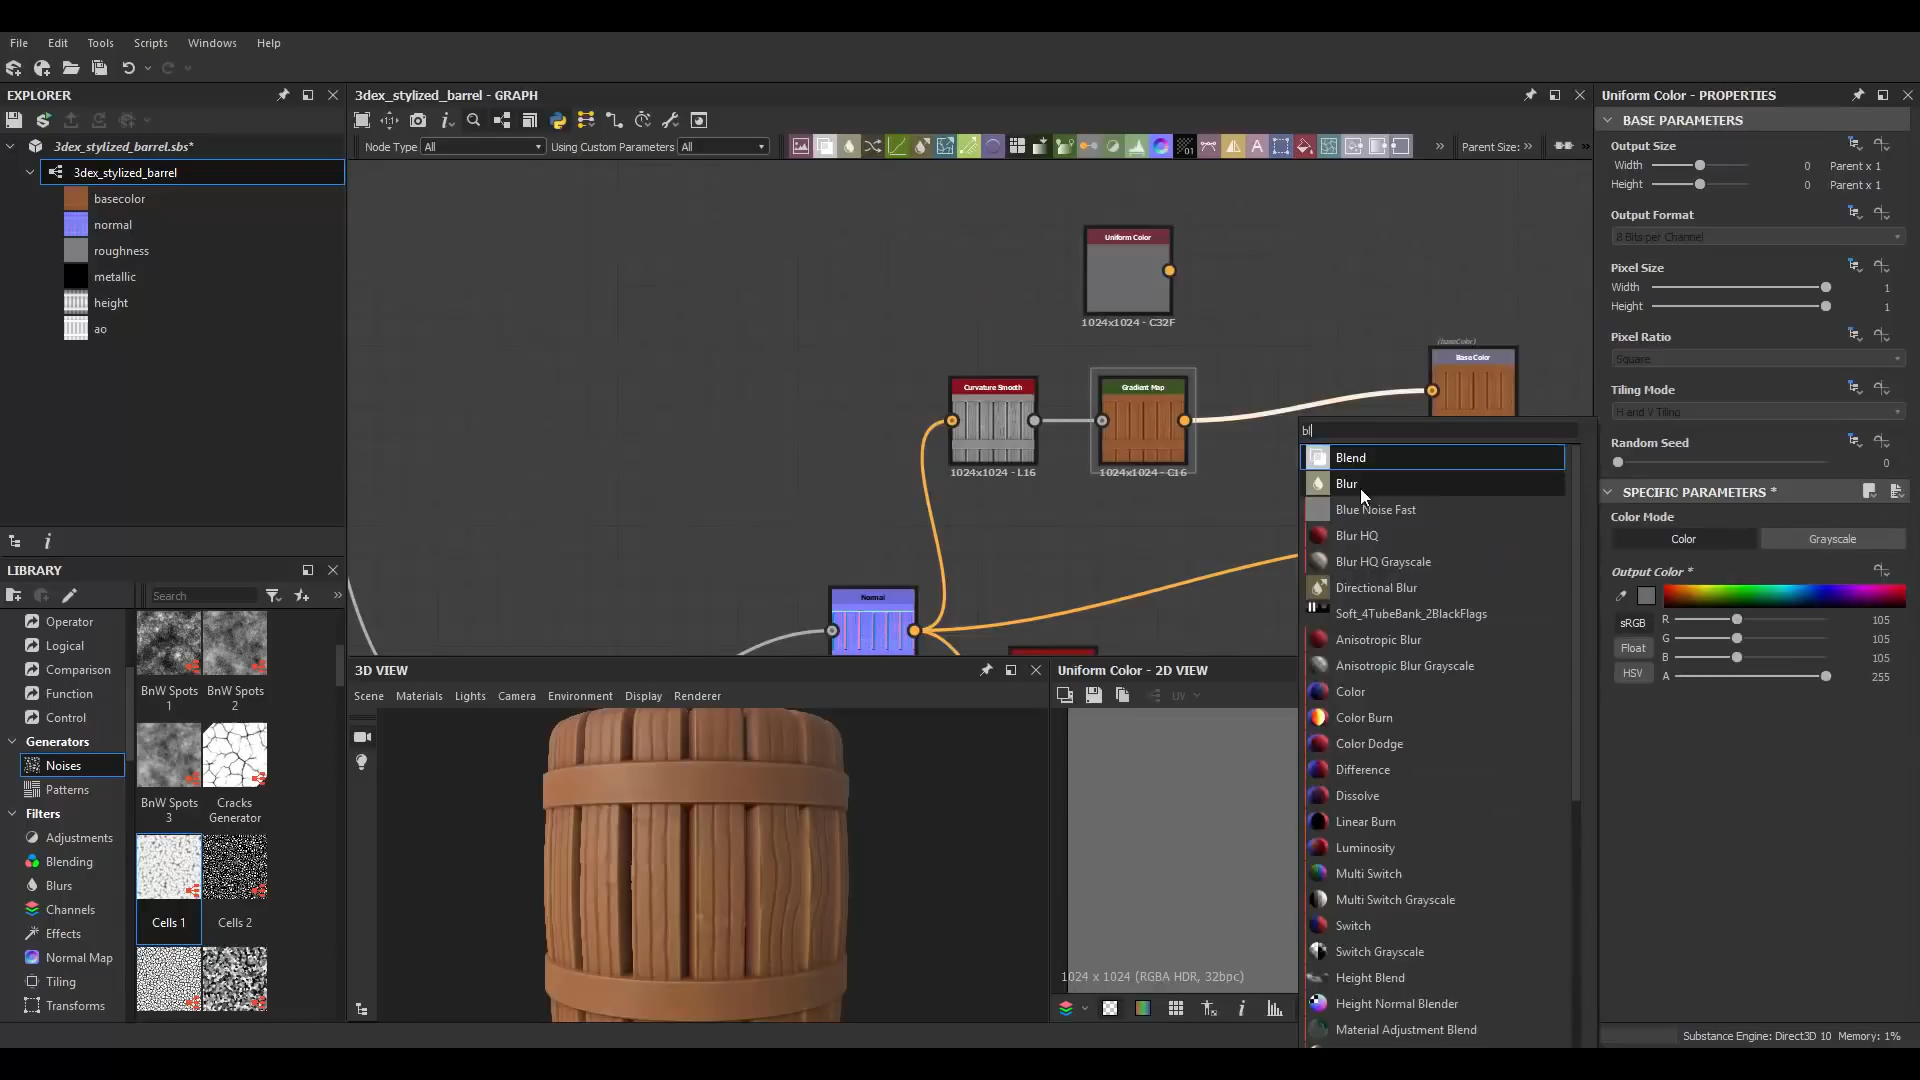 File Edit Tools Scripts Windows Help
EXPLORER
3dex_stylized_barrel.sbs*
3dex_stylized_barrel
basecolor
normal
roughness
metallic
height
ao
LIBRARY
Search
Operator
Logical
Comparison
Function
Control
Generators
Noises
Patterns
Filters
Adjustments
Blending
Blurs
Channels
Effects
Normal Map
Tiling
Transforms
BnW Spots 1
BnW Spots 2
BnW Spots 3
Cracks Generator
Cells 1
Cells 2
3dex_stylized_barrel - GRAPH
Node Type All Using Custom Parameters All
Parent Size:
Uniform Color
1024x1024 - C32F
Curvature Smooth
1024x1024 - L16
Gradient Map
1024x1024 - C16
(baseColor)
Base Color
Normal
bl
Blend
Blur
Blue Noise Fast
Blur HQ
Blur HQ Grayscale
Directional Blur
Soft_4TubeBank_2BlackFlags
Anisotropic Blur
Anisotropic Blur Grayscale
Color
Color Burn
Color Dodge
Difference
Dissolve
Linear Burn
Luminosity
Multi Switch
Multi Switch Grayscale
Switch
Switch Grayscale
Height Blend
Height Normal Blender
Material Adjustment Blend
3D VIEW
Scene Materials Lights Camera Environment Display Renderer
Uniform Color - 2D VIEW
UV
1024 x 1024 (RGBA HDR, 32bpc)
Uniform Color - PROPERTIES
BASE PARAMETERS
Output Size
Width 0 Parent x 1
Height 0 Parent x 1
Output Format
8 Bits per Channel
Pixel Size
Width 1
Height 1
Pixel Ratio
Square
Tiling Mode
H and V Tiling
Random Seed
0
SPECIFIC PARAMETERS *
Color Mode
Color Grayscale
Output Color *
sRGB
Float
HSV
R 105
G 105
B 105
A 255
Substance Engine: Direct3D 10 Memory: 1%